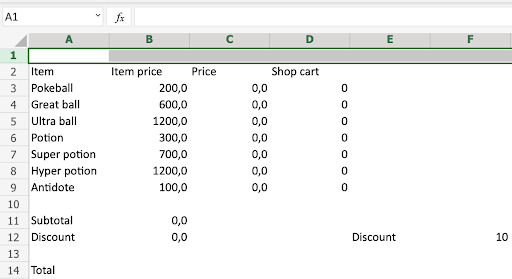 A1 fx
A B C D E F
1
2 Item Item price Price Shop cart
3 Pokeball 200,0 0,0 0
4 Great ball 600,0 0,0 0
5 Ultra ball 1200,0 0,0 0
6 Potion 300,0 0,0 0
7 Super potion 700,0 0,0 0
8 Hyper potion 1200,0 0,0 0
9 Antidote 100,0 0,0 0
10
11 Subtotal 0,0
12 Discount 0,0 Discount 10
13
14 Total